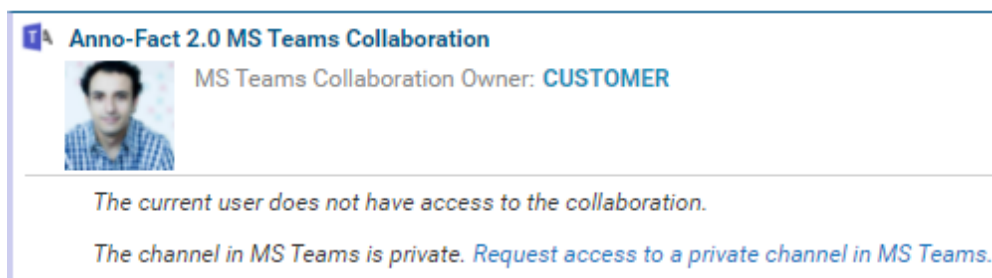 Anno-Fact 2.0 MS Teams Collaboration
MS Teams Collaboration Owner: CUSTOMER
The current user does not have access to the collaboration.
The channel in MS Teams is private. Request access to a private channel in MS Teams.